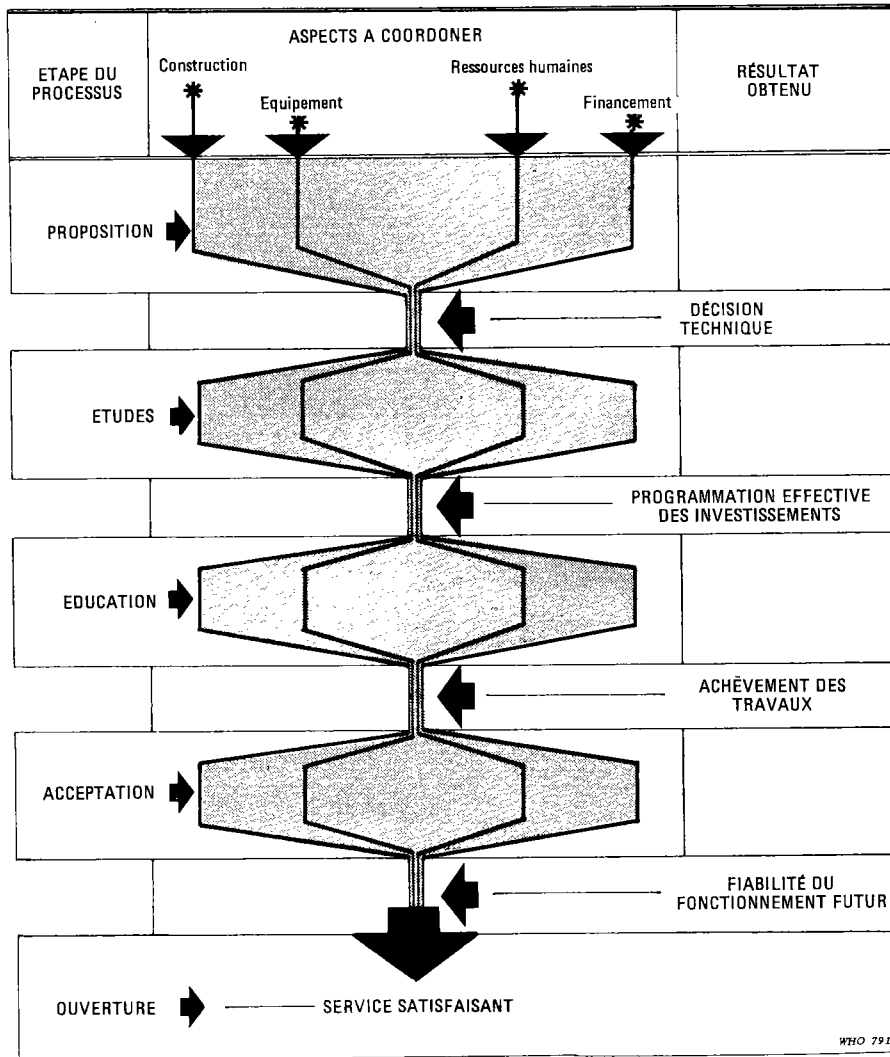 ASPECTS A COORDONER
ETAPE DU
PROCESSUS
Construction
Equipement
Ressources humaines
Financement
RÉSULTAT
OBTENU
PROPOSITION
DÉCISION
TECHNIQUE
ETUDES
PROGRAMMATION EFFECTIVE
DES INVESTISSEMENTS
EDUCATION
ACHÈVEMENT DES
TRAVAUX
ACCEPTATION
FIABILITÉ DU
FONCTIONNEMENT FUTUR
OUVERTURE
SERVICE SATISFAISANT
WHO 791